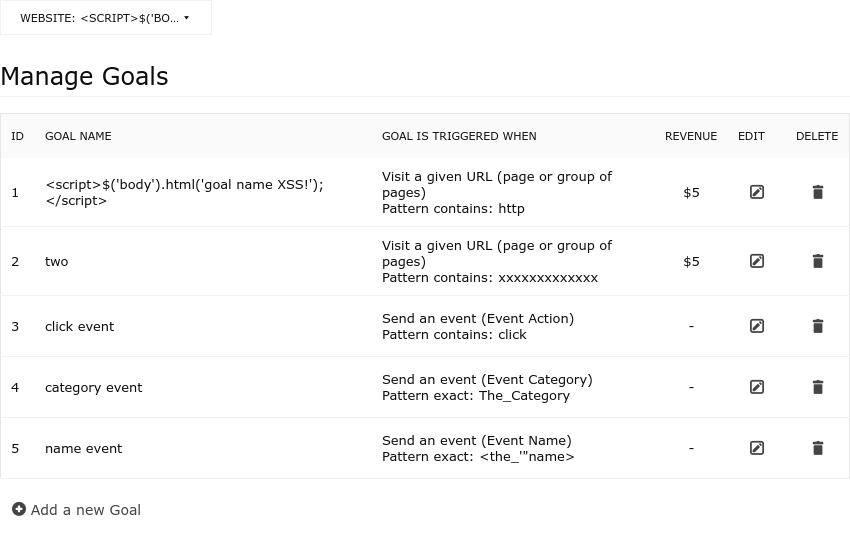 WEBSITE: <SCRIPT>$('BO...
Manage Goals
ID GOAL NAME GOAL IS TRIGGERED WHEN REVENUE EDIT DELETE
1 <script>$('body').html('goal name XSS!');
</script>
Visit a given URL (page or group of
pages)
Pattern contains: http
$5
2 two
Visit a given URL (page or group of
pages)
Pattern contains: xxxxxxxxxxxxx
$5
3 click event
Send an event (Event Action)
Pattern contains: click
-
4 category event
Send an event (Event Category)
Pattern exact: The_Category
-
5 name event
Send an event (Event Name)
Pattern exact: <the_'"name>
-
Add a new Goal